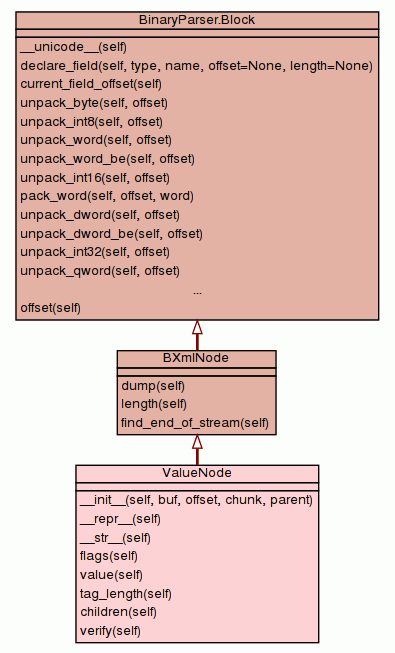 BinaryParser.Block
__unicode__(self)
declare_field(self, type, name, offset=None, length=None)
current_field_offset(self)
unpack_byte(self, offset)
unpack_int8(self, offset)
unpack_word(self, offset)
unpack_word_be(self, offset)
unpack_int16(self, offset)
pack_word(self, offset, word)
unpack_dword(self, offset)
unpack_dword_be(self, offset)
unpack_int32(self, offset)
unpack_qword(self, offset)
...
offset(self)
BXmlNode
dump(self)
length(self)
find_end_of_stream(self)
ValueNode
__init__(self, buf, offset, chunk, parent)
__repr__(self)
__str__(self)
flags(self)
value(self)
tag_length(self)
children(self)
verify(self)